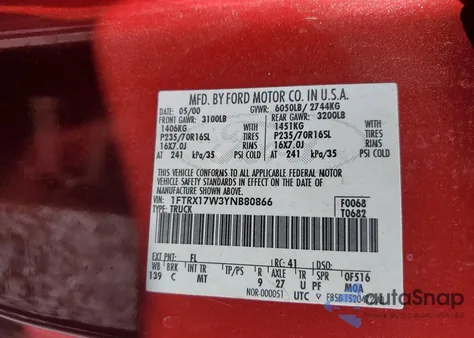 MFD. BY FORD MOTOR CO. IN U.S.A.
DATE: 05/00 GVWR: 6050LB/ 2744KG
FRONT GAWR: 3100LB REAR GAWR: 3200LB
1406KG WITH 1451KG WITH
P235/70R16SL TIRES P235/70R16SL TIRES
16X7.0J RIMS 16X7.0J RIMS
AT 241 kPa/35 PSI COLD AT 241 kPa/35 PSI COLD
THIS VEHICLE CONFORMS TO ALL APPLICABLE FEDERAL MOTOR
VEHICLE SAFETY STANDARDS IN EFFECT ON THE DATE OF
MANUFACTURE SHOWN ABOVE.
VIN: 1FTRX17W3YNB80866 F0068
TYPE: TRUCK T0682
EXT PNT: FL RC: 41 DSO:
WB BRK INT TR TP/PS R AXLE TR SPR 0F516
139 C MT 9 27 U PF M0A
NOR-000051 UTC
autoSnap